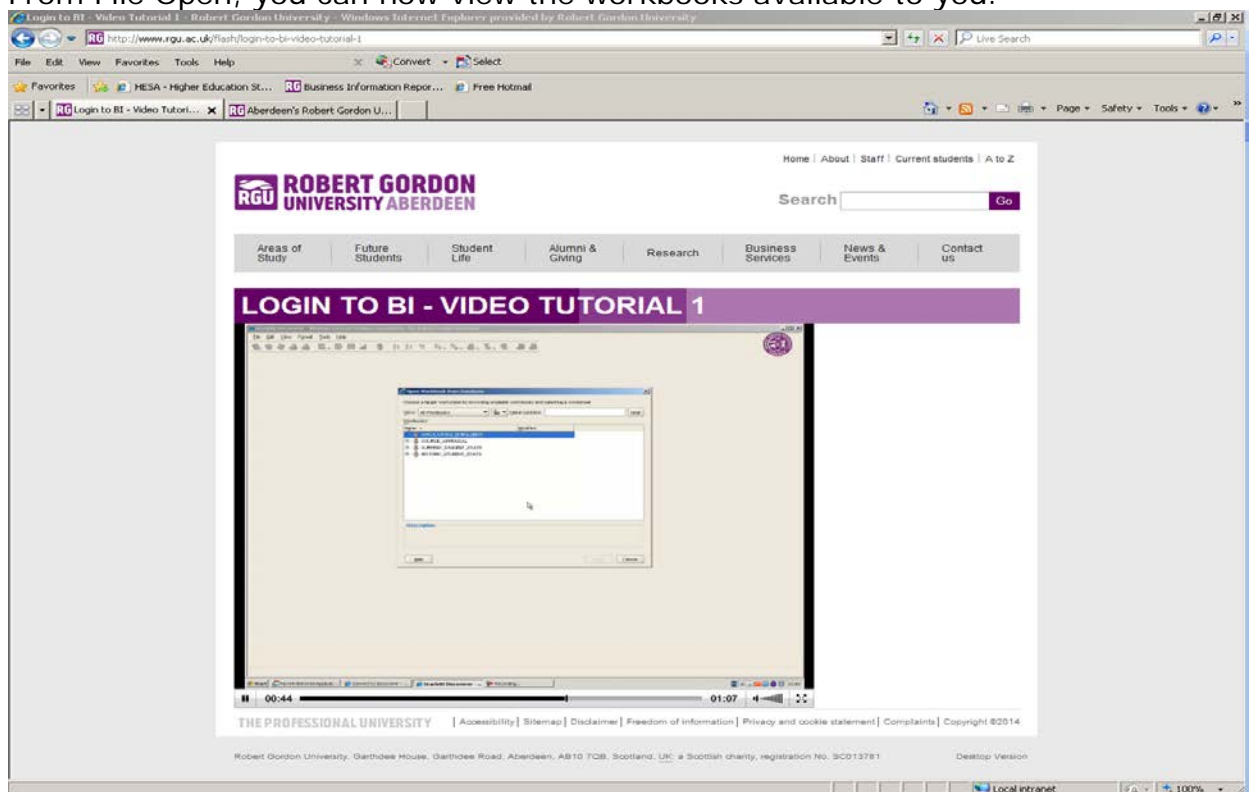 From File Open, you can now view the workbooks available to you.
Login to BI - Video Tutorial 1 - Robert Gordon University - Windows Internet Explorer provided by Robert Gordon University
http://www.rgu.ac.uk/flash/login-to-bi-video-tutorial-1
Live Search
File Edit View Favorites Tools Help
Convert
Select
Favorites
HESA - Higher Education St...
Business Information Repor...
Free Hotmail
Login to BI - Video Tutori...
Aberdeen's Robert Gordon U...
Page Safety Tools
Home | About | Staff | Current students | A to Z
RGU ROBERT GORDON
UNIVERSITY ABERDEEN
Search
Go
Areas of Study
Future Students
Student Life
Alumni & Giving
Research
Business Services
News & Events
Contact us
LOGIN TO BI - VIDEO TUTORIAL 1
File Edit View Format Tools Help
00:44
01:07
THE PROFESSIONAL UNIVERSITY | Accessibility | Sitemap | Disclaimer | Freedom of information | Privacy and cookie statement | Complaints | Copyright ©2014
Robert Gordon University, Garthdee House, Garthdee Road, Aberdeen, AB10 7QB, Scotland, UK: a Scottish charity, registration No. SC013781
Desktop Version
Local intranet
100%